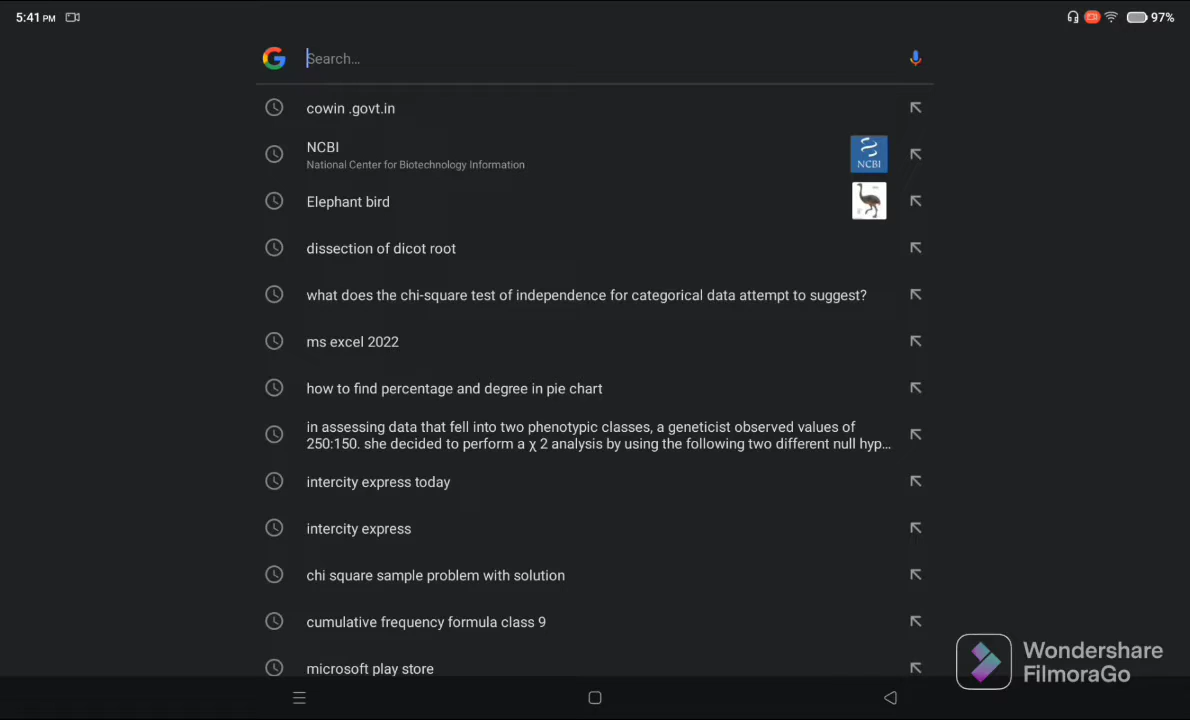 5:41 PM
97%
Search...
cowin .govt.in
NCBI
National Center for Biotechnology Information
NCBI
Elephant bird
dissection of dicot root
what does the chi-square test of independence for categorical data attempt to suggest?
ms excel 2022
how to find percentage and degree in pie chart
in assessing data that fell into two phenotypic classes, a geneticist observed values of
250:150. she decided to perform a χ 2 analysis by using the following two different null hyp...
intercity express today
intercity express
chi square sample problem with solution
cumulative frequency formula class 9
microsoft play store
Wondershare
FilmoraGo